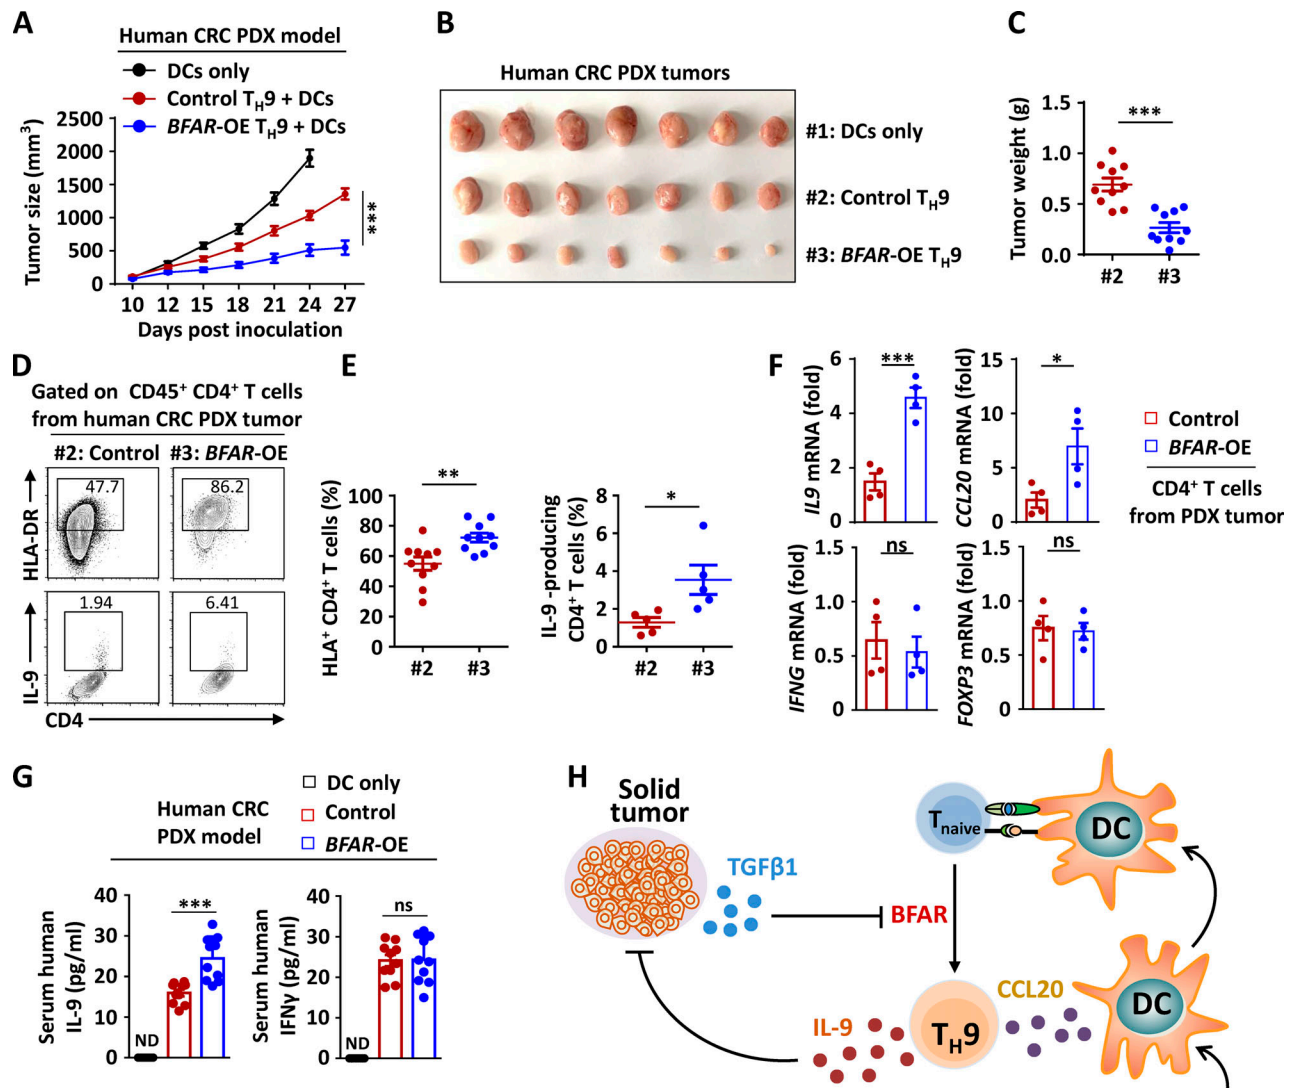 A
Human CRC PDX model
DCs only
Control TH9 + DCs
BFAR-OE TH9 + DCs
Tumor size (mm3)
2500
2000
1500
1000
500
0
10 12 15 18 21 24 27
Days post inoculation
***
B
Human CRC PDX tumors
#1: DCs only
#2: Control TH9
#3: BFAR-OE TH9
C
Tumor weight (g)
1.5
1.0
0.5
0.0
***
#2 #3
D
Gated on CD45+ CD4+ T cells
from human CRC PDX tumor
#2: Control #3: BFAR-OE
47.7 86.2
HLA-DR
1.94 6.41
IL-9
CD4
E
HLA+ CD4+ T cells (%)
100
80
60
40
20
0
**
#2 #3
IL-9 -producing
CD4+ T cells (%)
8
6
4
2
0
*
#2 #3
F
IL9 mRNA (fold)
6
4
2
0
***
CCL20 mRNA (fold)
15
10
5
0
*
Control
BFAR-OE
CD4+ T cells
from PDX tumor
IFNG mRNA (fold)
1.5
1.0
0.5
0
ns
FOXP3 mRNA (fold)
1.5
1.0
0.5
0
ns
G
Human CRC
PDX model
DC only
Control
BFAR-OE
Serum human
IL-9 (pg/ml)
40
30
20
10
0
ND
***
Serum human
IFNγ (pg/ml)
40
30
20
10
0
ND
ns
H
Solid
tumor
TGFβ1
Tnaive
DC
BFAR
CCL20
IL-9
TH9
DC